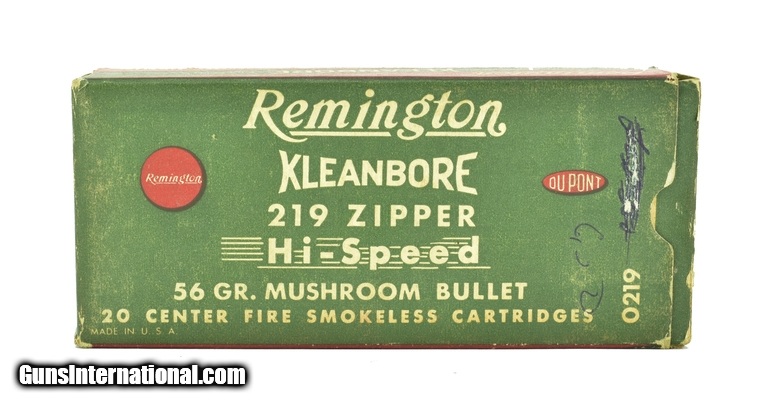 Remington
KLEANBORE
Remington
DU PONT
219 ZIPPER
Hi-Speed
56 GR. MUSHROOM BULLET
20 CENTER FIRE SMOKELESS CARTRIDGES
MADE IN U.S.A.
0219
GunsInternational.com